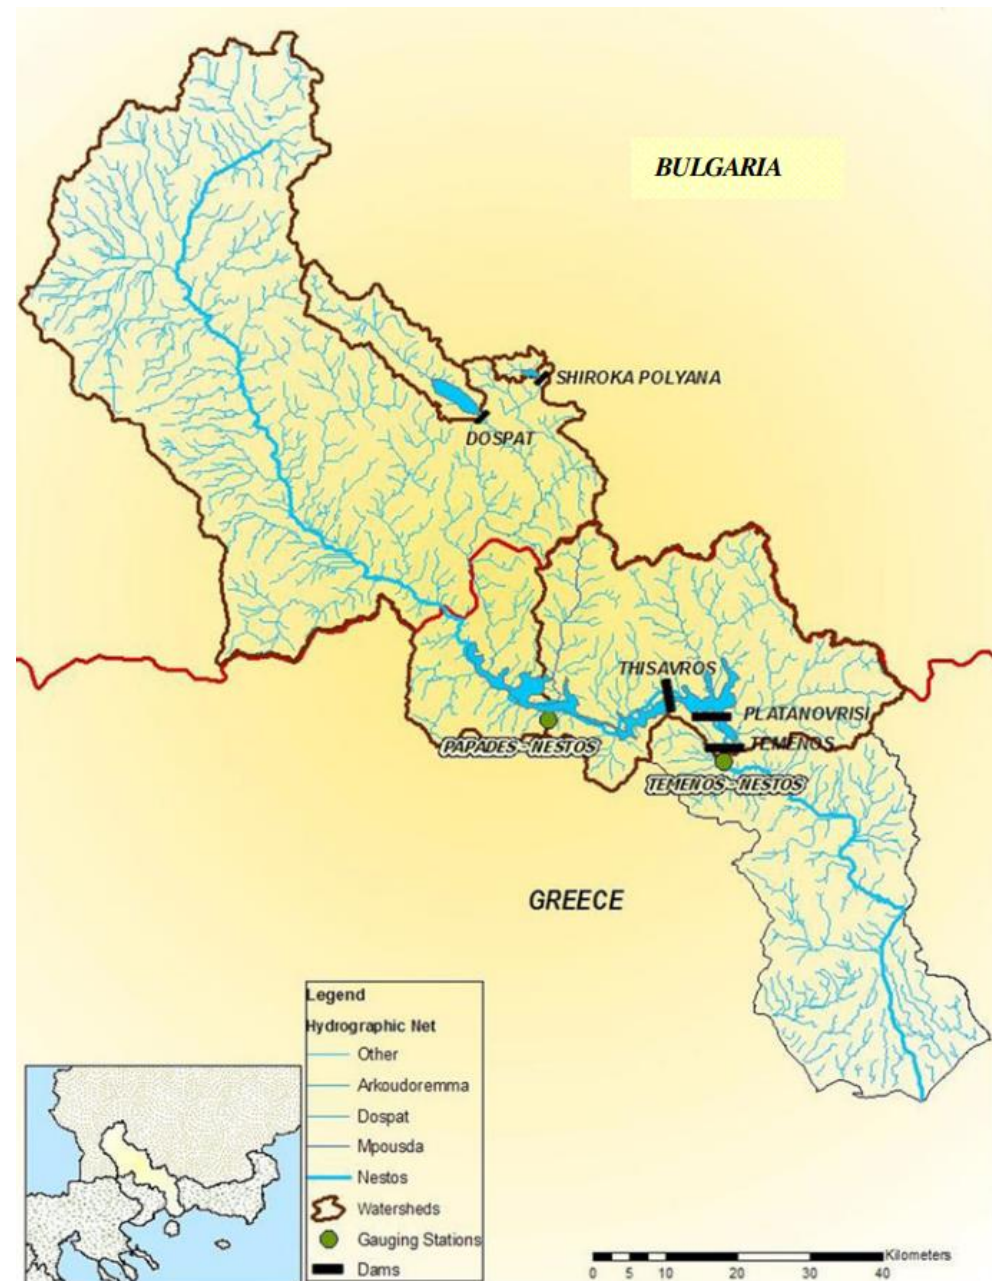 BULGARIA
SHIROKA POLYANA
DOSPAT
THISAVROS
PLATANOVRISI
TEMENOS
PAPADES - NESTOS
TEMENOS - NESTOS
GREECE
Legend
Hydrographic Net
Other
Arkoudoremma
Dospat
Mpousda
Nestos
Watersheds
Gauging Stations
Dams
Kilometers
0 5 10 20 30 40